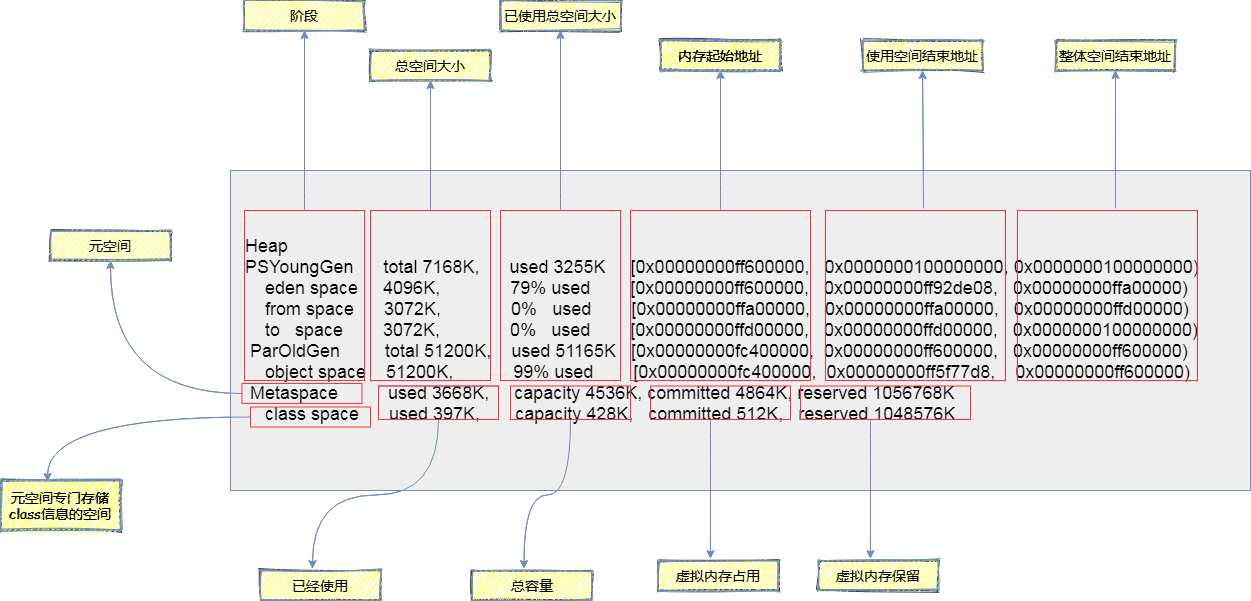 阶段
已使用总空间大小
总空间大小
内存起始地址
使用空间结束地址
整体空间结束地址
元空间
Heap
PSYoungGen total 7168K, used 3255K [0x00000000ff600000, 0x0000000100000000, 0x0000000100000000)
eden space 4096K, 79% used [0x00000000ff600000, 0x00000000ff92de08, 0x00000000ffa00000)
from space 3072K, 0% used [0x00000000ffa00000, 0x00000000ffa00000, 0x00000000ffd00000)
to space 3072K, 0% used [0x00000000ffd00000, 0x00000000ffd00000, 0x0000000100000000)
ParOldGen total 51200K, used 51165K [0x00000000fc400000, 0x00000000ff600000, 0x00000000ff600000)
object space 51200K, 99% used [0x00000000fc400000, 0x00000000ff5f77d8, 0x00000000ff600000)
Metaspace used 3668K, capacity 4536K, committed 4864K, reserved 1056768K
class space used 397K, capacity 428K, committed 512K, reserved 1048576K
元空间专门存储
class信息的空间
已经使用
总容量
虚拟内存占用
虚拟内存保留